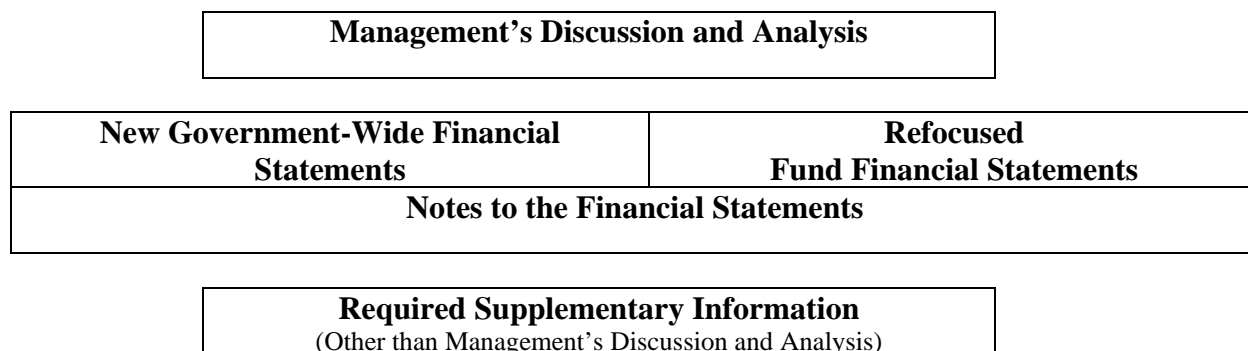 Management’s Discussion and Analysis
New Government-Wide Financial
Statements
Refocused
Fund Financial Statements
Notes to the Financial Statements
Required Supplementary Information
(Other than Management’s Discussion and Analysis)